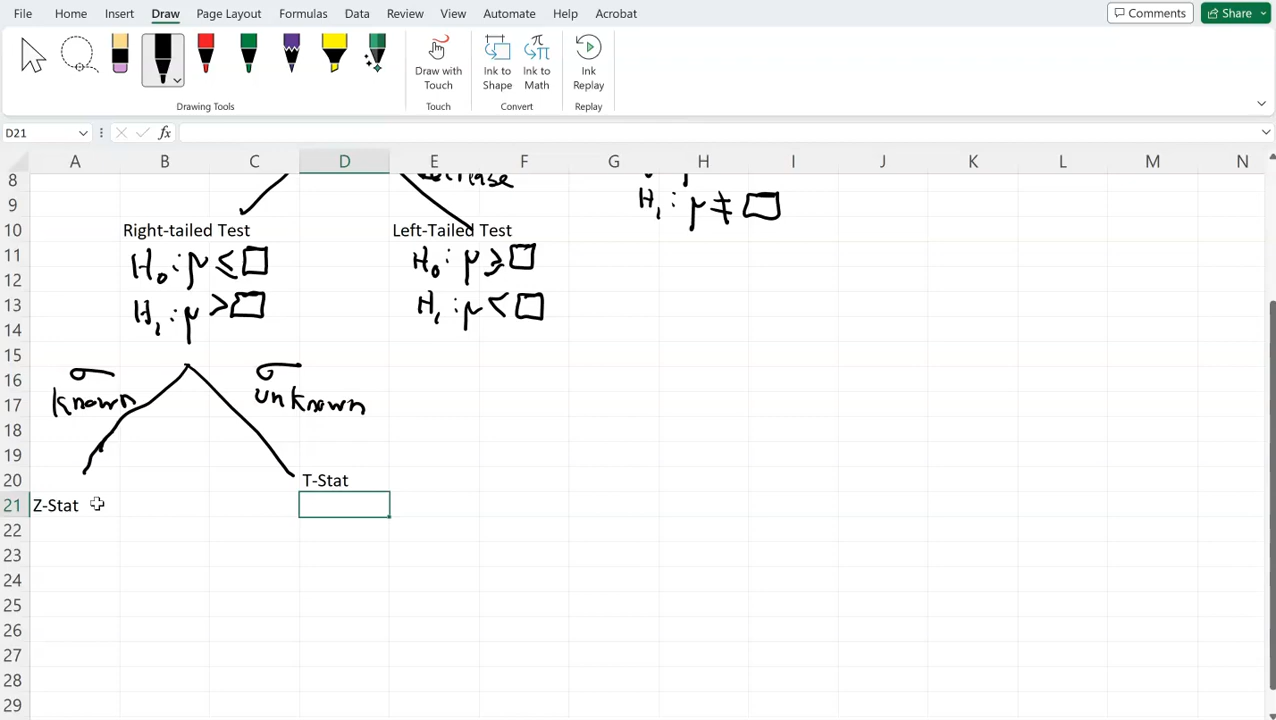 File Home Insert Draw Page Layout Formulas Data Review View Automate Help Acrobat Comments Share
Draw with Touch Ink to Shape Ink to Math Ink Replay
Drawing Tools Touch Convert Replay
D21 fx
A B C D E F G H I J K L M N
8
9 H₁ : μ ≠ □
10 Right-tailed Test Left-Tailed Test
11 H₀ : μ ≤ □ H₀ : μ ≥ □
12
13 H₁ : μ > □ H₁ : μ < □
14
15
16 σ σ
17 known unknown
18
19
20 T-Stat
21 Z-Stat
22
23
24
25
26
27
28
29